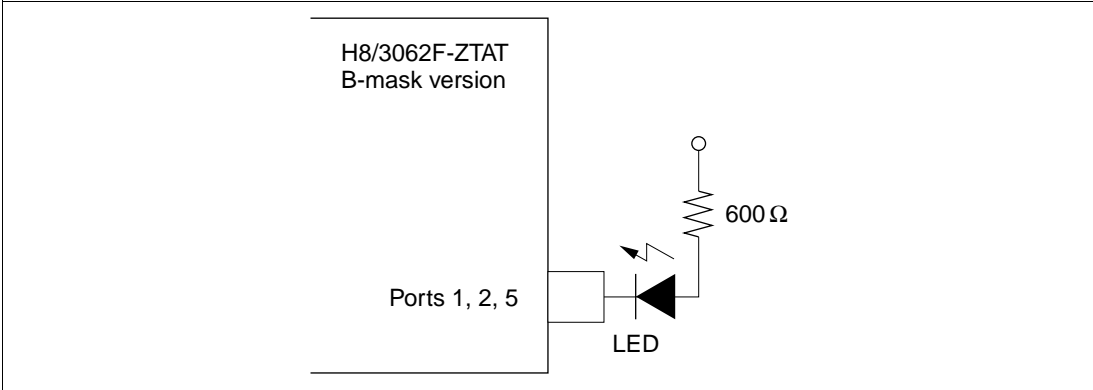 H8/3062F-ZTAT
B-mask version
600 Ω
Ports 1, 2, 5
LED